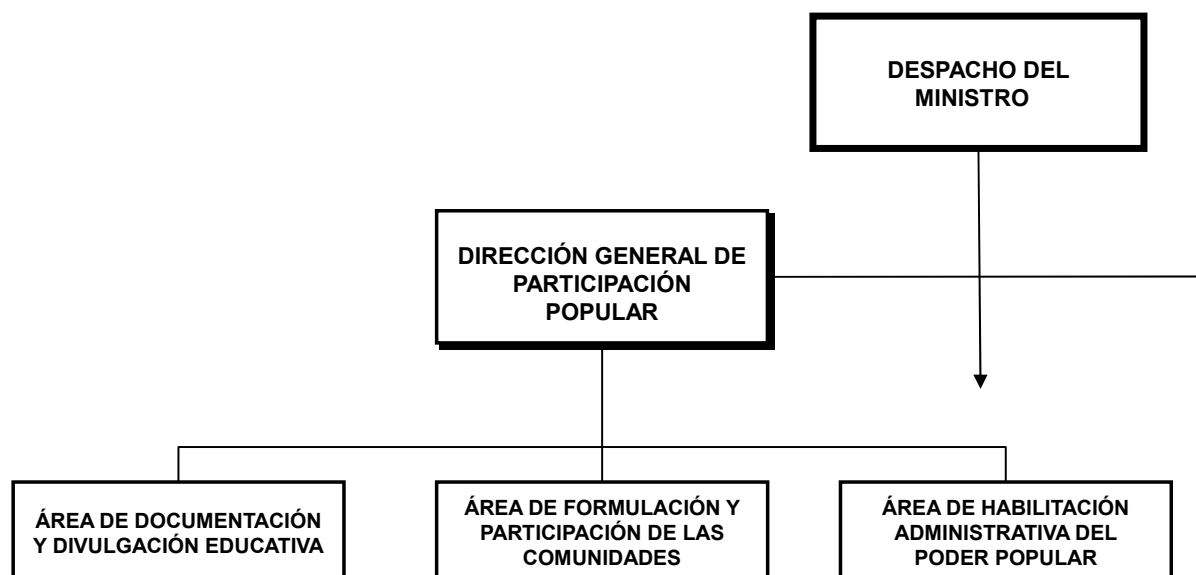 DESPACHO DEL
MINISTRO
DIRECCIÓN GENERAL DE
PARTICIPACIÓN
POPULAR
ÁREA DE DOCUMENTACIÓN
Y DIVULGACIÓN EDUCATIVA
ÁREA DE FORMULACIÓN Y
PARTICIPACIÓN DE LAS
COMUNIDADES
ÁREA DE HABILITACIÓN
ADMINISTRATIVA DEL
PODER POPULAR